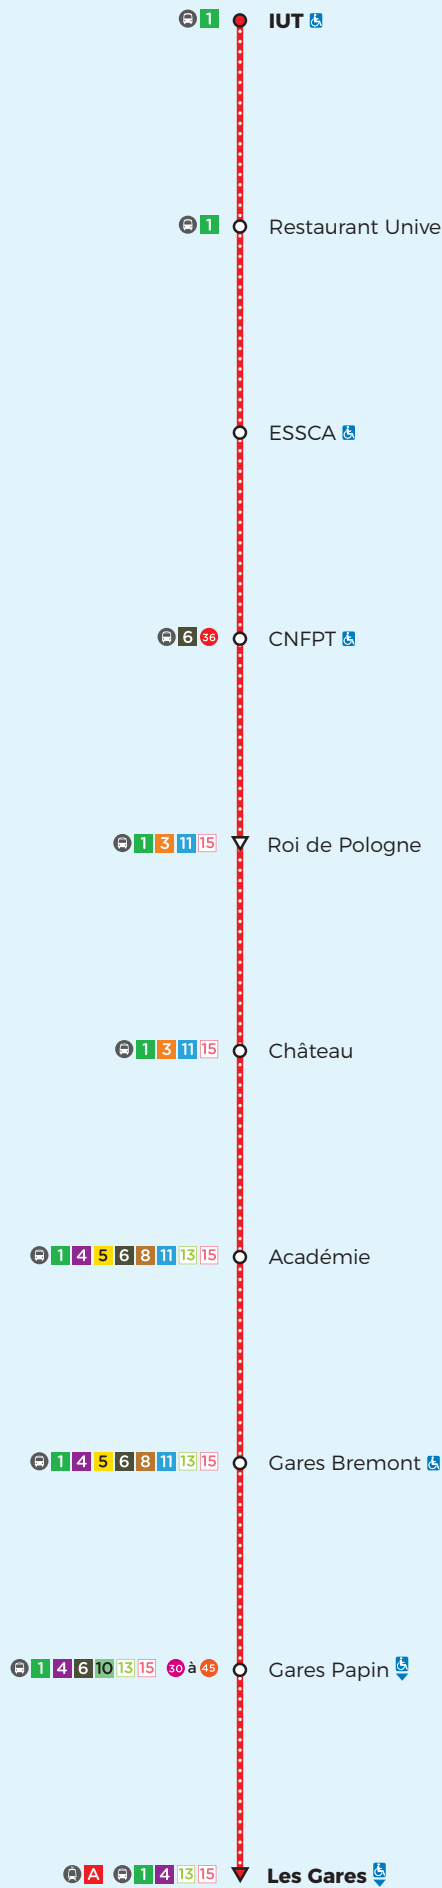 1 IUT
1 Restaurant Unive
ESSCA
6 36 CNFPT
1 3 11 15 Roi de Pologne
1 3 11 15 Château
1 4 5 6 8 11 13 15 Académie
1 4 5 6 8 11 13 15 Gares Bremont
1 4 6 10 13 15 30 à 45 Gares Papin
A 1 4 13 15 Les Gares